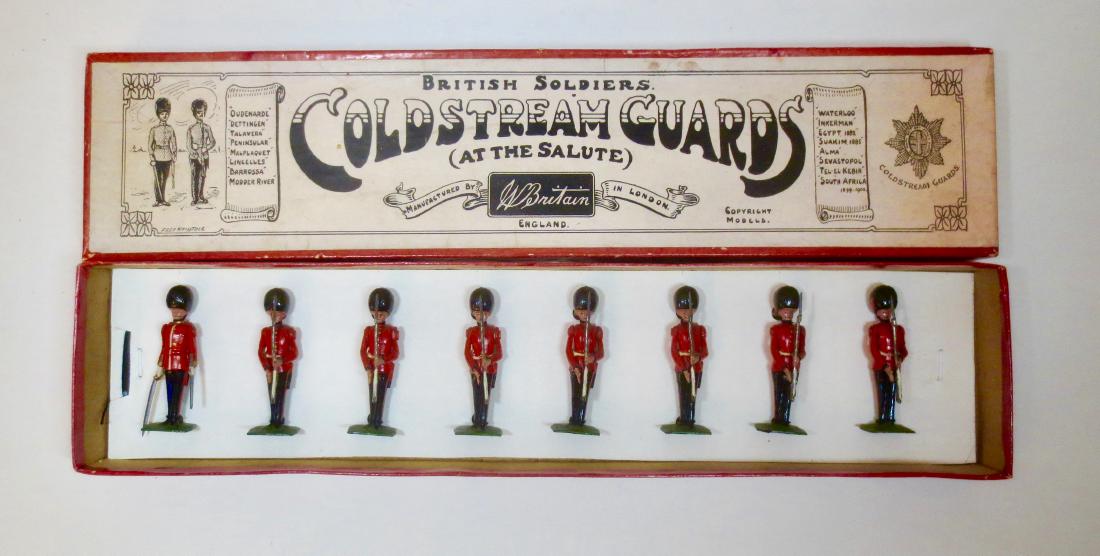 BRITISH SOLDIERS.
COLDSTREAM GUARDS
(AT THE SALUTE)
"OUDENARDE"
"DETTINGEN"
"TALAVERA"
"PENINSULAR"
"MALPLAQUET"
"LINCELLES"
"BARROSSA"
"MODDER RIVER"
"WATERLOO"
"INKERMAN"
"EGYPT 1882"
"SUAKIM 1885"
"ALMA"
"SEVASTOPOL"
"TEL-EL KEBIR"
"SOUTH AFRICA
1899-1902.
COLDSTREAM GUARDS
MANUFACTURED BY
W Britain
IN LONDON.
ENGLAND.
COPYRIGHT
MODELS.
FRED WHISSTOCK